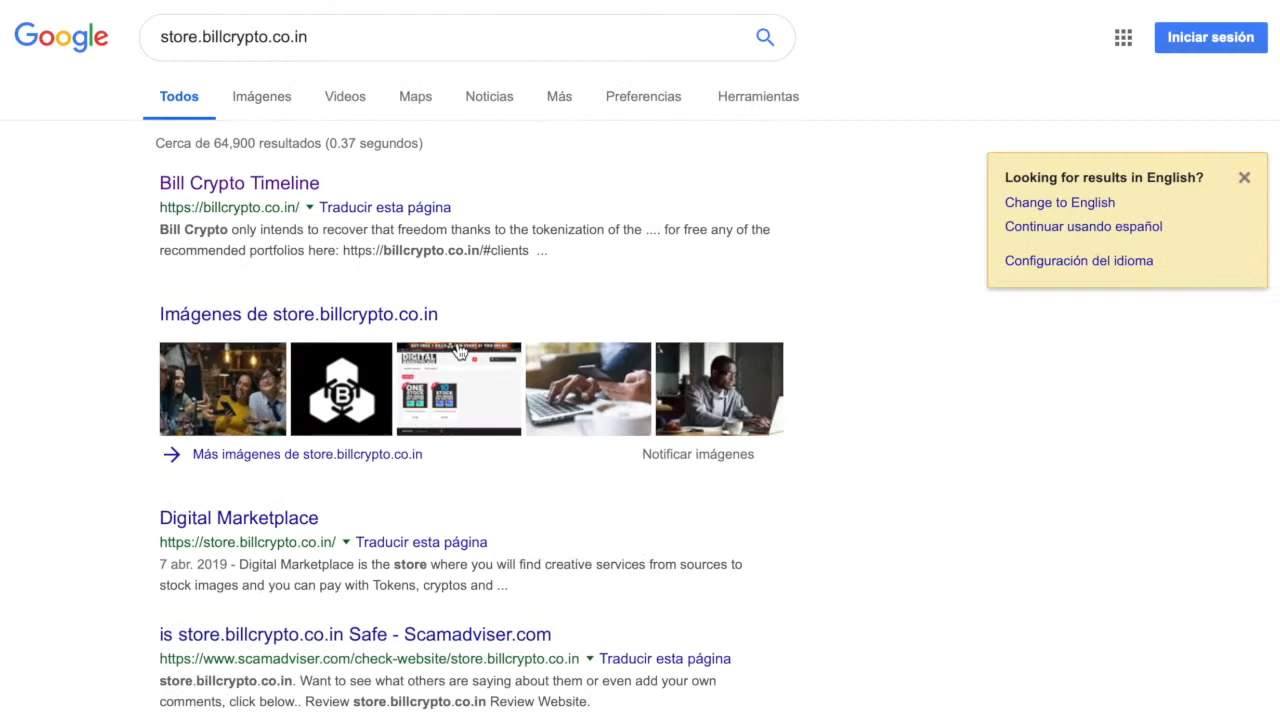 Google
store.billcrypto.co.in
Iniciar sesión
Todos Imágenes Videos Maps Noticias Más Preferencias Herramientas
Cerca de 64,900 resultados (0.37 segundos)
Looking for results in English?
Change to English
Continuar usando español
Configuración del idioma
Bill Crypto Timeline
https://billcrypto.co.in/ Traducir esta página
Bill Crypto only intends to recover that freedom thanks to the tokenization of the .... for free any of the
recommended portfolios here: https://billcrypto.co.in/#clients ...
Imágenes de store.billcrypto.co.in
B
DIGITAL
ONE
STOCK
10
STOCK
Más imágenes de store.billcrypto.co.in
Notificar imágenes
Digital Marketplace
https://store.billcrypto.co.in/ Traducir esta página
7 abr. 2019 - Digital Marketplace is the store where you will find creative services from sources to
stock images and you can pay with Tokens, cryptos and ...
is store.billcrypto.co.in Safe - Scamadviser.com
https://www.scamadviser.com/check-website/store.billcrypto.co.in Traducir esta página
store.billcrypto.co.in. Want to see what others are saying about them or even add your own
comments, click below.. Review store.billcrypto.co.in Review Website.